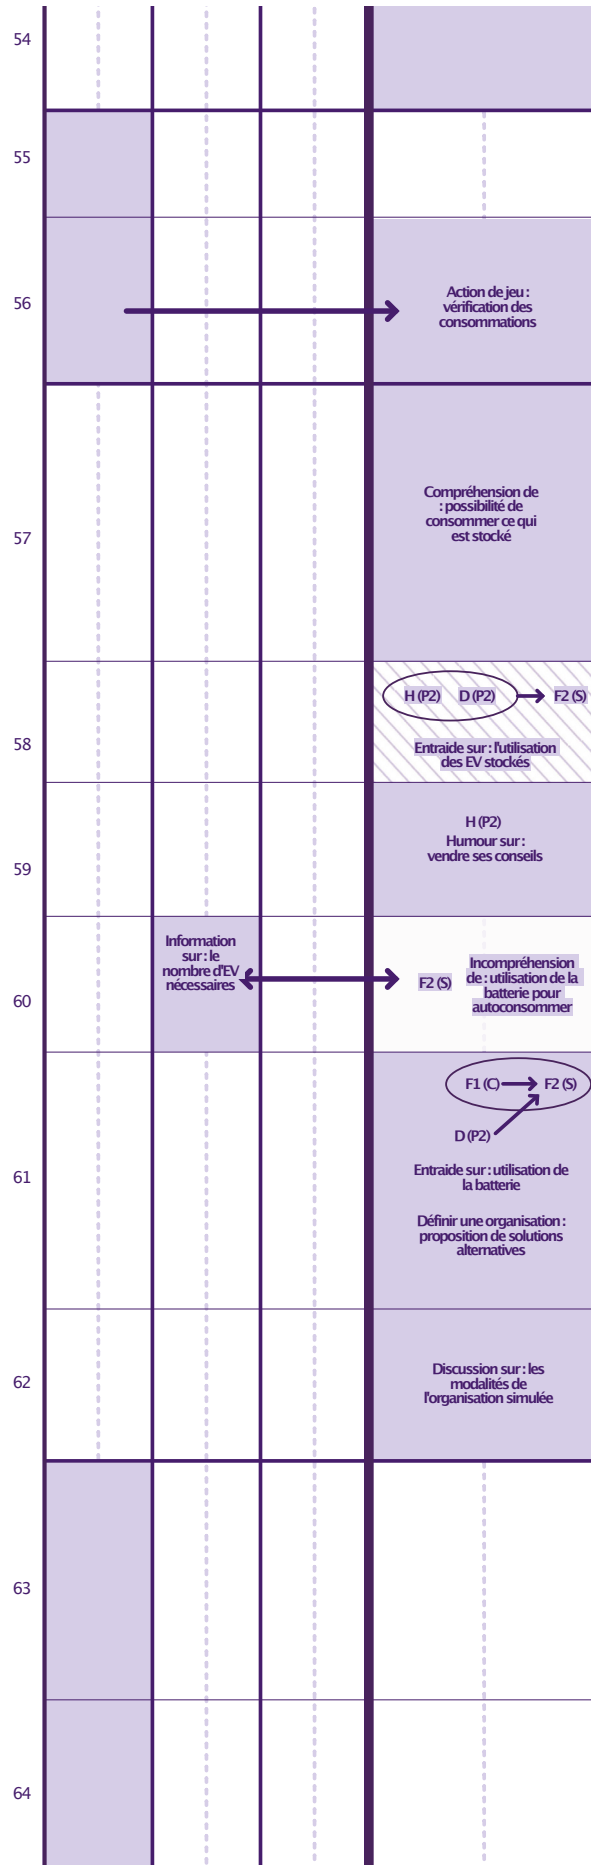 54
55
56
Action de jeu :
vérification des
consommations
57
Compréhension de
: possibilité de
consommer ce qui
est stocké
58
H (P2) D (P2) F2 (S)
Entraide sur : l'utilisation
des EV stockés
59
H (P2)
Humour sur :
vendre ses conseils
60
Information
sur : le
nombre d'EV
nécessaires
F2 (S)
Incompréhension
de : utilisation de la
batterie pour
autoconsommer
61
F1 (C) F2 (S)
D (P2)
Entraide sur : utilisation de
la batterie
Définir une organisation :
proposition de solutions
alternatives
62
Discussion sur : les
modalités de
l'organisation simulée
63
64